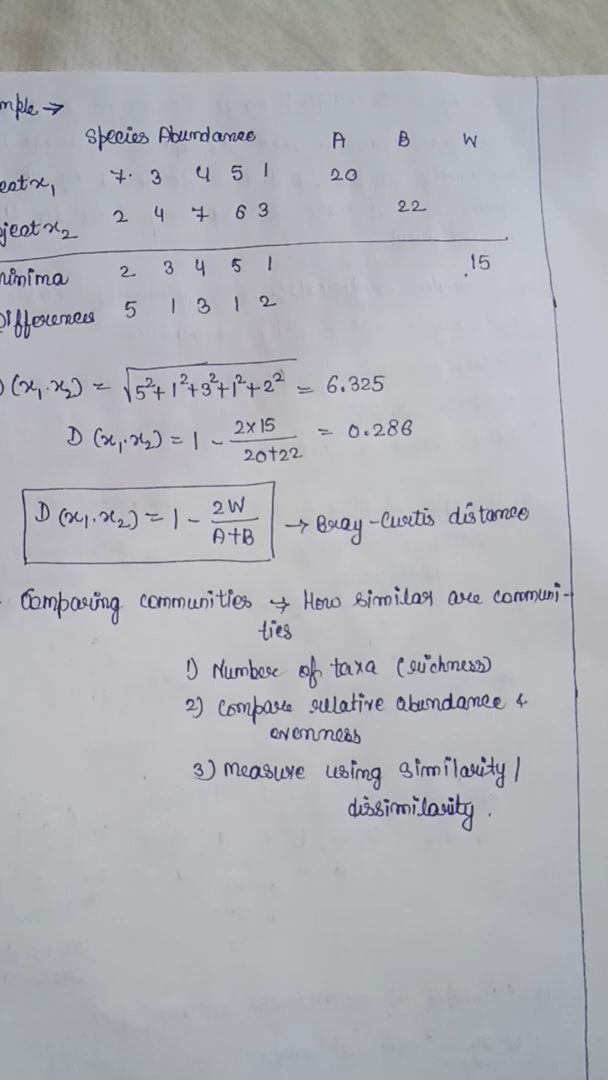 mple →
Species Abundance A B W
ect x₁ 7. 3 4 5 1 20
ject x₂ 2 4 7 6 3 22
minima 2 3 4 5 1 15
Differences 5 1 3 1 2
D (x₁.x₂) = √5²+1²+3²+1²+2² = 6.325
D (x₁.x₂) = 1 - 2×15/20+22 = 0.286
D (x₁.x₂) = 1 - 2W/A+B → Bray-Curtis distance
Comparing communities → How similar are communi-
ties
1) Number of taxa (richness)
2) Compare relative abundance &
evenness
3) Measure using similarity /
dissimilarity.